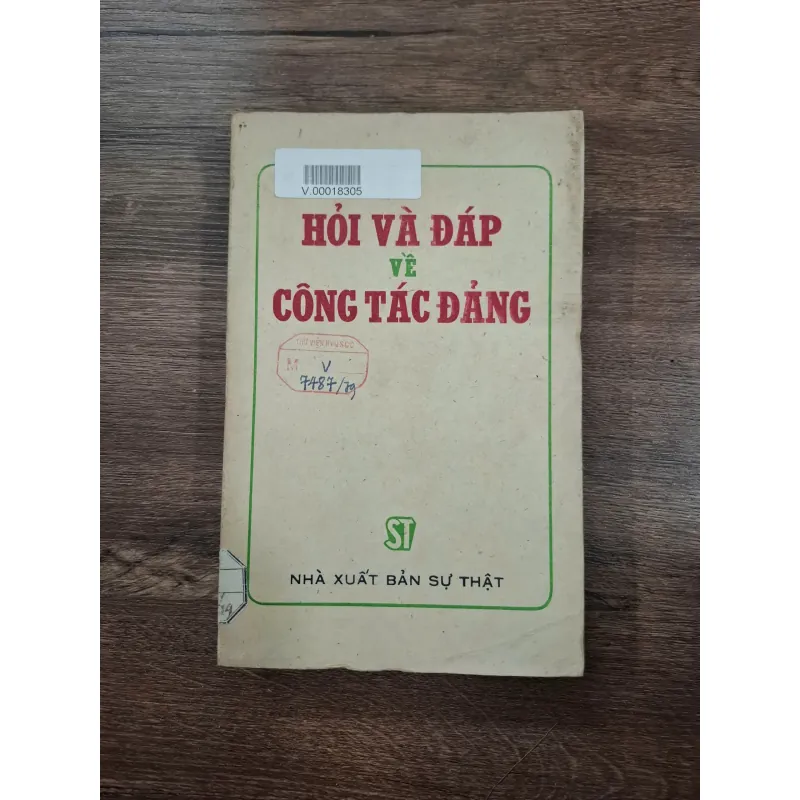 V.00018305
HỎI VÀ ĐÁP
VỀ
CÔNG TÁC ĐẢNG
M V
7487/79
ST
NHÀ XUẤT BẢN SỰ THẬT